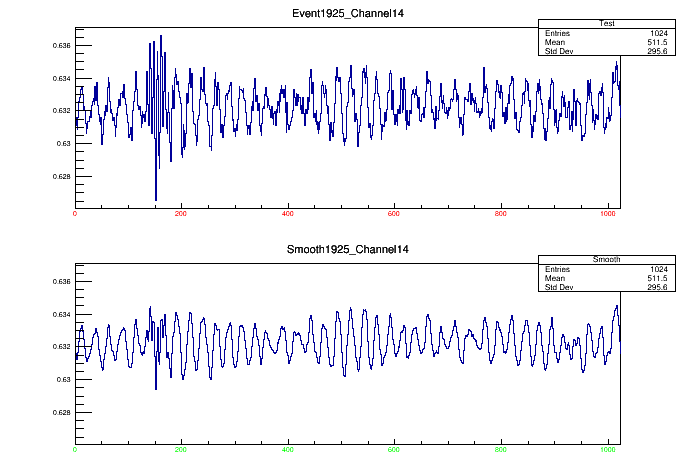 Event1925_Channel14
Test
Entries 1024
Mean 511.5
Std Dev 295.6
0.636
0.634
0.632
0.63
0.628
0 200 400 600 800 1000
Smooth1925_Channel14
Smooth
Entries 1024
Mean 511.5
Std Dev 295.6
0.636
0.634
0.632
0.63
0.628
0 200 400 600 800 1000